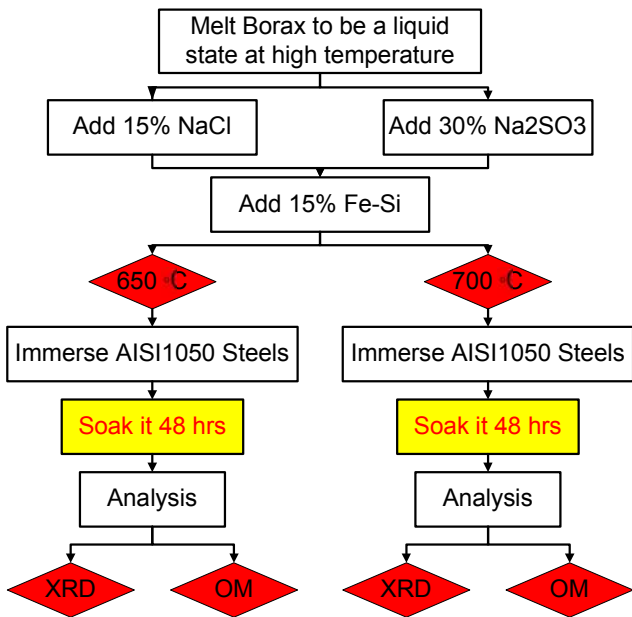 Melt Borax to be a liquid
state at high temperature
Add 15% NaCl
Add 30% Na2SO3
Add 15% Fe-Si
650 °C
700 °C
Immerse AISI1050 Steels
Immerse AISI1050 Steels
Soak it 48 hrs
Soak it 48 hrs
Analysis
Analysis
XRD
OM
XRD
OM